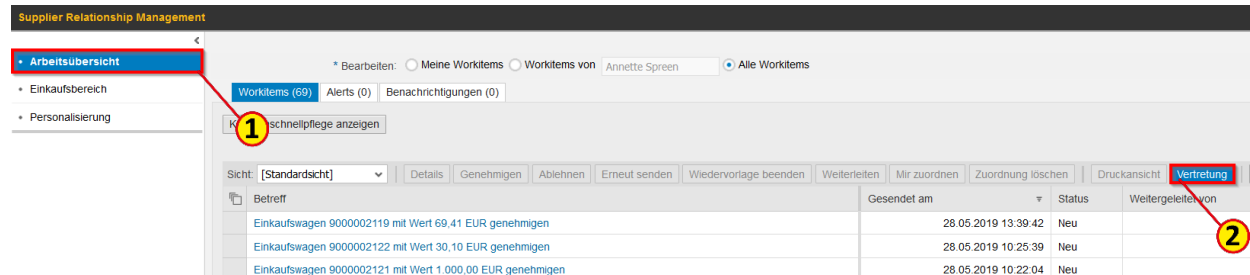 Supplier Relationship Management
Arbeitsübersicht
* Bearbeiten: Meine Workitems Workitems von Annette Spreen Alle Workitems
Einkaufsbereich
Workitems (69) Alerts (0) Benachrichtigungen (0)
Personalisierung
1
schnellpflege anzeigen
Sicht: [Standardsicht] Details Genehmigen Ablehnen Erneut senden Wiedervorlage beenden Weiterleiten Mir zuordnen Zuordnung löschen Druckansicht Vertretung
Betreff Gesendet am Status Weitergeleitet von
Einkaufswagen 9000002119 mit Wert 69,41 EUR genehmigen 28.05.2019 13:39:42 Neu
2
Einkaufswagen 9000002122 mit Wert 30,10 EUR genehmigen 28.05.2019 10:25:39 Neu
Einkaufswagen 9000002121 mit Wert 1.000,00 EUR genehmigen 28.05.2019 10:22:04 Neu